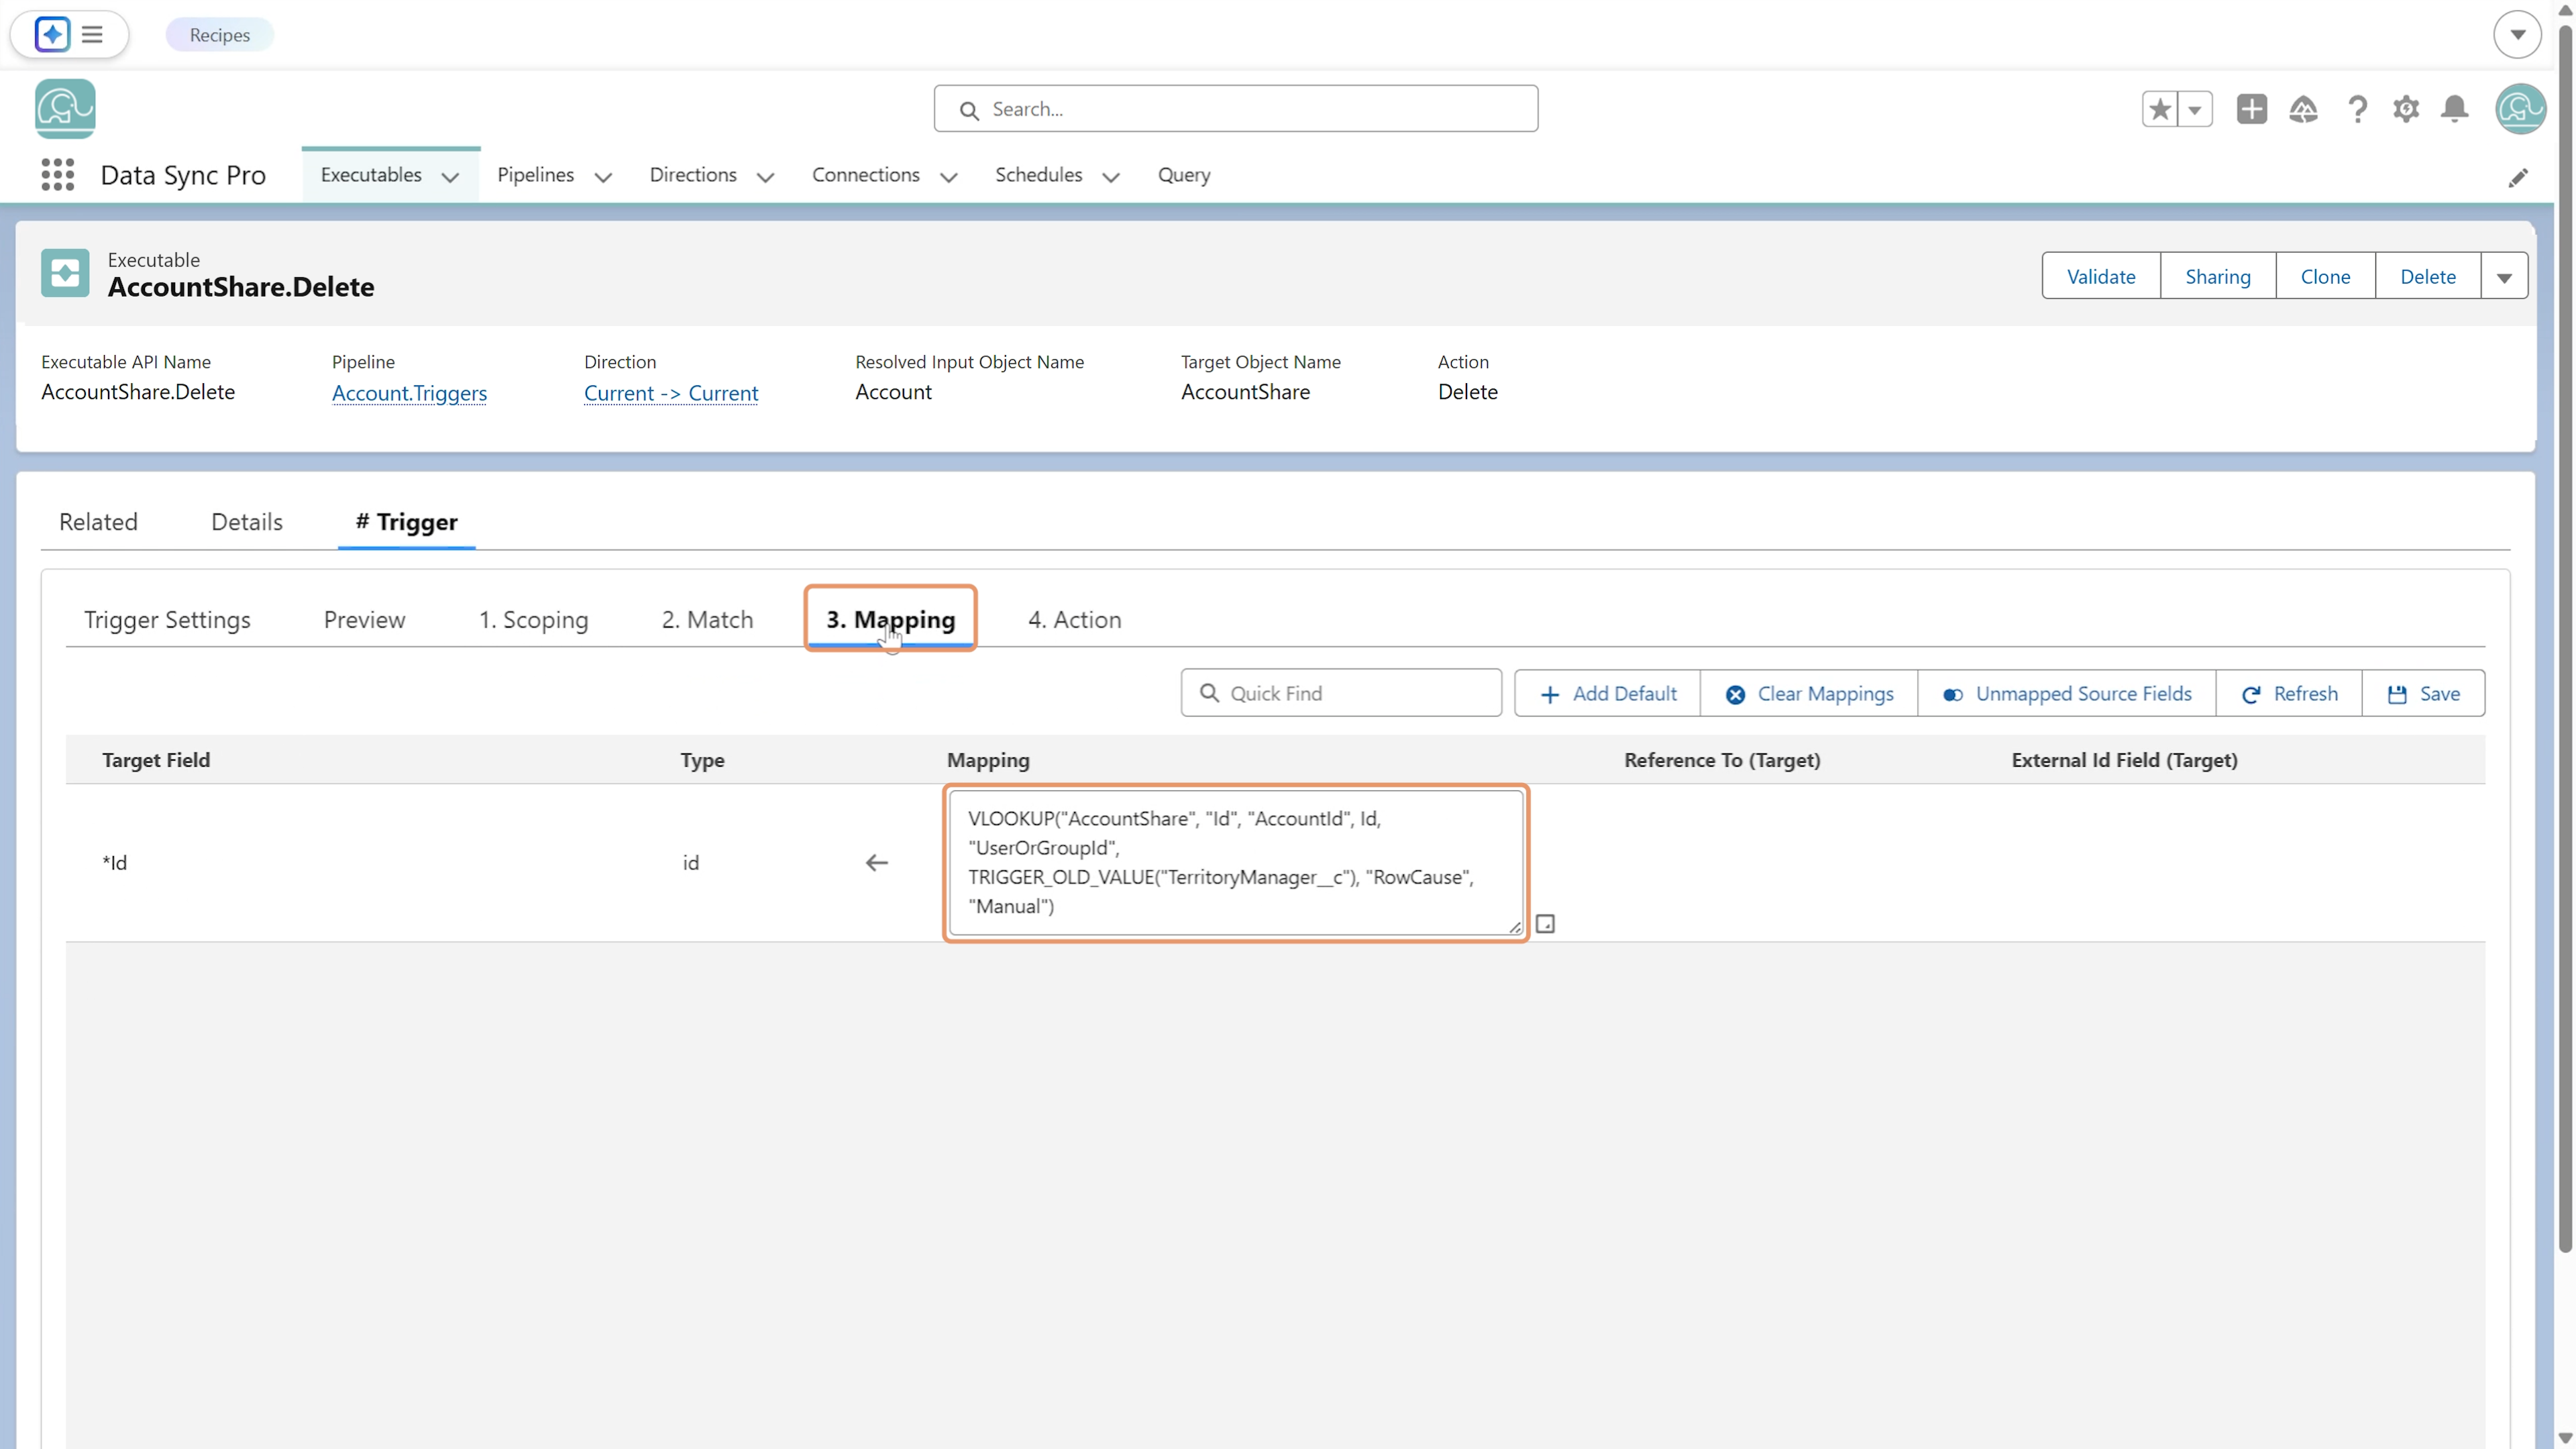 Recipes
Search...
Data Sync Pro
Executables
Pipelines
Directions
Connections
Schedules
Query
Executable
AccountShare.Delete
Validate
Sharing
Clone
Delete
Executable API Name
Pipeline
Direction
Resolved Input Object Name
Target Object Name
Action
AccountShare.Delete
Account.Triggers
Current -> Current
Account
AccountShare
Delete
Related
Details
# Trigger
Trigger Settings
Preview
1. Scoping
2. Match
3. Mapping
4. Action
Quick Find
Add Default
Clear Mappings
Unmapped Source Fields
Refresh
Save
Target Field
Type
Mapping
Reference To (Target)
External Id Field (Target)
*Id
id
VLOOKUP("AccountShare", "Id", "AccountId", Id,
"UserOrGroupId",
TRIGGER_OLD_VALUE("TerritoryManager__c"), "RowCause",
"Manual")